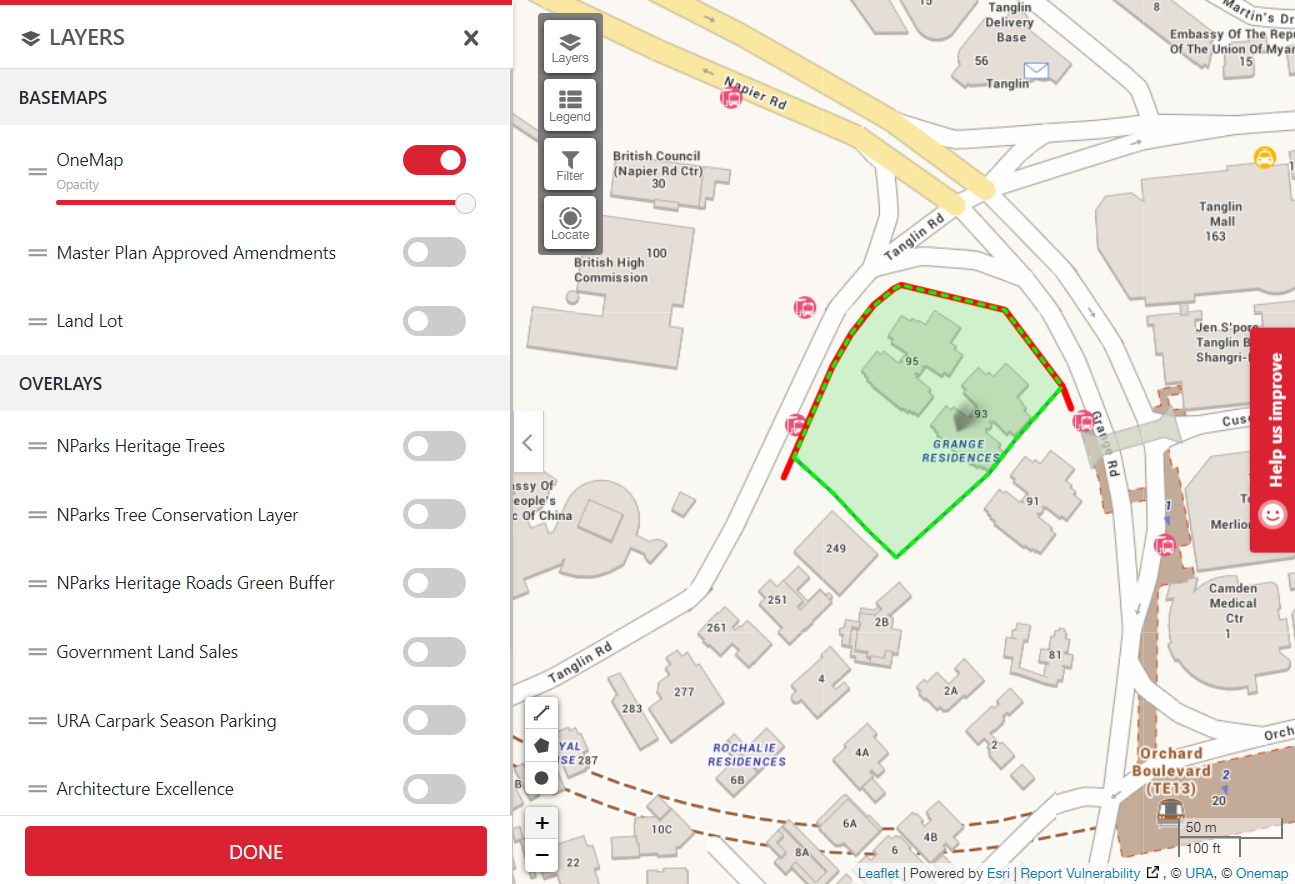 LAYERS
BASEMAPS
OneMap
Opacity
Master Plan Approved Amendments
Land Lot
OVERLAYS
NParks Heritage Trees
NParks Tree Conservation Layer
NParks Heritage Roads Green Buffer
Government Land Sales
URA Carpark Season Parking
Architecture Excellence
DONE
Layers
Legend
Filter
Locate
15
Tanglin
Delivery
Base
56
Tanglin
8
Martin's Dr
Embassy Of The Rep
Of The Union Of Myan
15
Napier Rd
British Council
(Napier Rd Ctr)
30
Tanglin Rd
Tanglin
Mall
163
100
British High
Commission
Jen S'pore
Tanglin B
Shangri-
95
93
GRANGE
RESIDENCES
Grange Rd
Cus
Help us improve
91
1
Merlion
ssy Of
eople's
c Of China
249
251
261
2B
Camden
Medical
Ctr
1
81
Tanglin Rd
277
283
4
2A
2
Orch
YAL
SE 287
ROCHALIE
RESIDENCES
6B
4A
Orchard
Boulevard
(TE13)
2
20
B
10C
6A
4B
8A
6
22
+
−
50 m
100 ft
Leaflet | Powered by Esri | Report Vulnerability , © URA, © Onemap